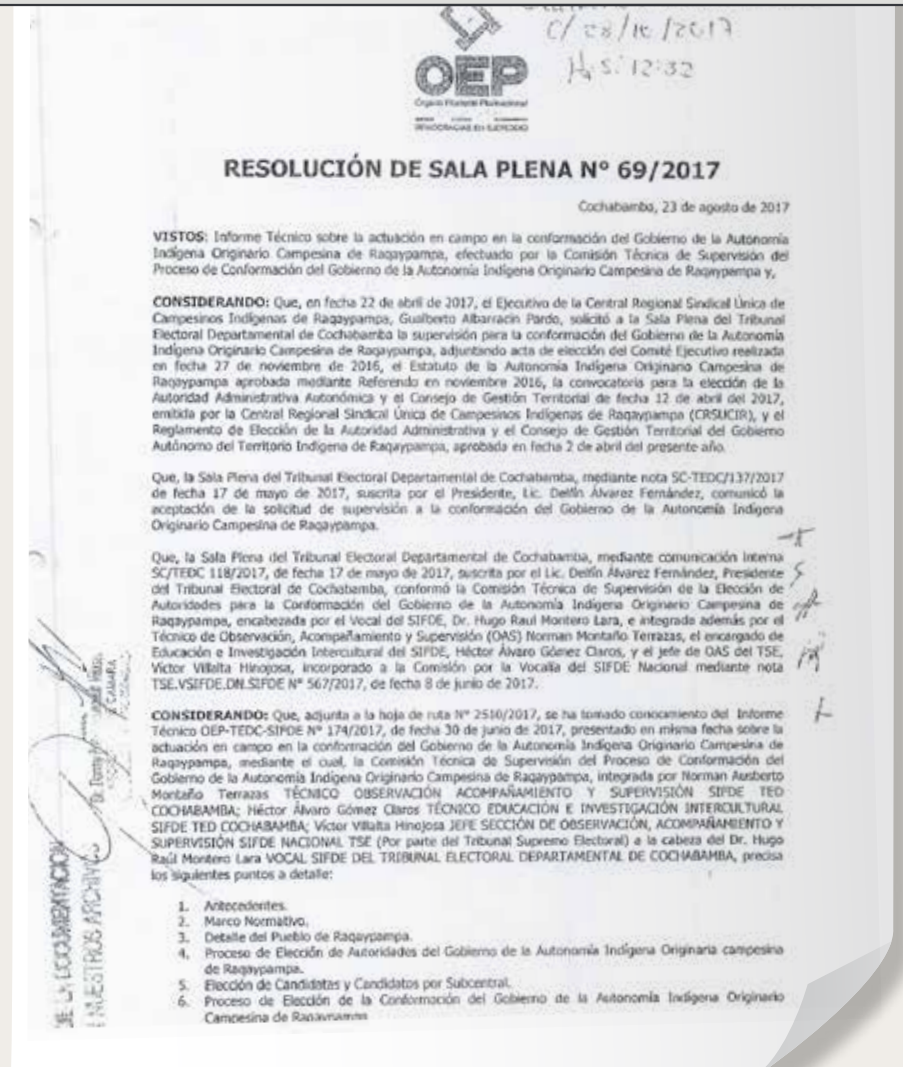 C/ 28/10/2017
Hs: 12:32
OEP
Órgano Electoral Plurinacional
RESOLUCIÓN DE SALA PLENA Nº 69/2017
Cochabamba, 23 de agosto de 2017
VISTOS: Informe Técnico sobre la actuación en campo en la conformación del Gobierno de la Autonomía
Indígena Originario Campesina de Raqaypampa, efectuado por la Comisión Técnica de Supervisión del
Proceso de Conformación del Gobierno de la Autonomía Indígena Originario Campesina de Raqaypampa y,
CONSIDERANDO: Que, en fecha 22 de abril de 2017, el Ejecutivo de la Central Regional Sindical Única de
Campesinos Indígenas de Raqaypampa, Gualberto Albarracin Pardo, solicitó a la Sala Plena del Tribunal
Electoral Departamental de Cochabamba la supervisión para la conformación del Gobierno de la Autonomía
Indígena Originario Campesina de Raqaypampa, adjuntando acta de elección del Comité Ejecutivo realizada
en fecha 27 de noviembre de 2016, el Estatuto de la Autonomía Indígena Originario Campesina de
Raqaypampa aprobada mediante Referendo en noviembre 2016, la convocatoria para la elección de la
Autoridad Administrativa Autonómica y el Consejo de Gestión Territorial de fecha 12 de abril del 2017,
emitida por la Central Regional Sindical Única de Campesinos Indígenas de Raqaypampa (CRSUCIR), y el
Reglamento de Elección de la Autoridad Administrativa y el Consejo de Gestión Territorial del Gobierno
Autónomo del Territorio Indígena de Raqaypampa, aprobada en fecha 2 de abril del presente año.
Que, la Sala Plena del Tribunal Electoral Departamental de Cochabamba, mediante nota SC-TEDC/137/2017
de fecha 17 de mayo de 2017, suscrita por el Presidente, Lic. Delfín Álvarez Fernández, comunicó la
aceptación de la solicitud de supervisión a la conformación del Gobierno de la Autonomía Indígena
Originario Campesina de Raqaypampa.
Que, la Sala Plena del Tribunal Electoral Departamental de Cochabamba, mediante comunicación interna
SC/TEDC 118/2017, de fecha 17 de mayo de 2017, suscrita por el Lic. Delfín Álvarez Fernández, Presidente
del Tribunal Electoral de Cochabamba, conformó la Comisión Técnica de Supervisión de la Elección de
Autoridades para la Conformación del Gobierno de la Autonomía Indígena Originario Campesina de
Raqaypampa, encabezada por el Vocal del SIFDE, Dr. Hugo Raul Montero Lara, e integrada además por el
Técnico de Observación, Acompañamiento y Supervisión (OAS) Norman Montaño Terrazas, el encargado de
Educación e Investigación Intercultural del SIFDE, Héctor Álvaro Gómez Claros, y el jefe de OAS del TSE,
Victor Villalta Hinojosa, incorporado a la Comisión por la Vocalía del SIFDE Nacional mediante nota
TSE.VSIFDE.DN.SIFDE Nº 567/2017, de fecha 8 de junio de 2017.
CONSIDERANDO: Que, adjunta a la hoja de ruta Nº 2510/2017, se ha tomado conocimiento del Informe
Técnico OEP-TEDC-SIFDE Nº 174/2017, de fecha 30 de junio de 2017, presentado en misma fecha sobre la
actuación en campo en la conformación del Gobierno de la Autonomía Indígena Originario Campesina de
Raqaypampa, mediante el cual, la Comisión Técnica de Supervisión del Proceso de Conformación del
Gobierno de la Autonomía Indígena Originario Campesina de Raqaypampa, integrada por Norman Ausberto
Montaño Terrazas TÉCNICO OBSERVACIÓN ACOMPAÑAMIENTO Y SUPERVISIÓN SIFDE TED
COCHABAMBA; Héctor Álvaro Gómez Claros TÉCNICO EDUCACIÓN E INVESTIGACIÓN INTERCULTURAL
SIFDE TED COCHABAMBA; Victor Villalta Hinojosa JEFE SECCIÓN DE OBSERVACIÓN, ACOMPAÑAMIENTO Y
SUPERVISIÓN SIFDE NACIONAL TSE (Por parte del Tribunal Supremo Electoral) a la cabeza del Dr. Hugo
Raúl Montero Lara VOCAL SIFDE DEL TRIBUNAL ELECTORAL DEPARTAMENTAL DE COCHABAMBA, precisa
los siguientes puntos a detalle:
1. Antecedentes.
2. Marco Normativo.
3. Detalle del Pueblo de Raqaypampa.
4. Proceso de Elección de Autoridades del Gobierno de la Autonomía Indígena Originaria campesina
de Raqaypampa.
5. Elección de Candidatas y Candidatos por Subcentral.
6. Proceso de Elección de la Conformación del Gobierno de la Autonomía Indígena Originario
Campesina de Raqaypampa
DE LA DOCUMENTACION
NUESTROS ARCHIVOS